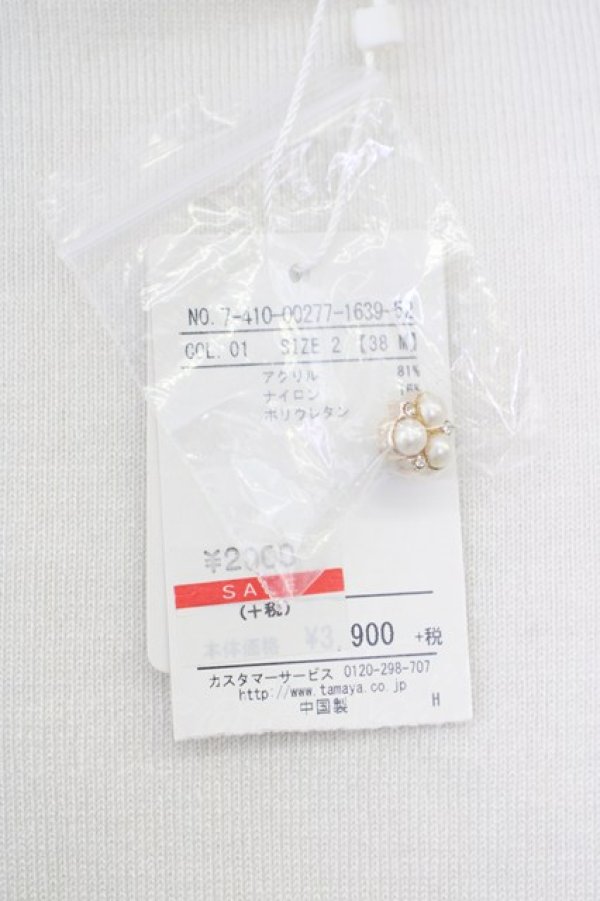 NO. 7-410-00277-1639-52
COL. 01 SIZE 2 【38 M】
アクリル 81%
ナイロン 16%
ポリウレタン
SALE
(+税)
本体価格 ¥3,900 +税
カスタマーサービス 0120-298-707
http://www.tamaya.co.jp
中国製 H